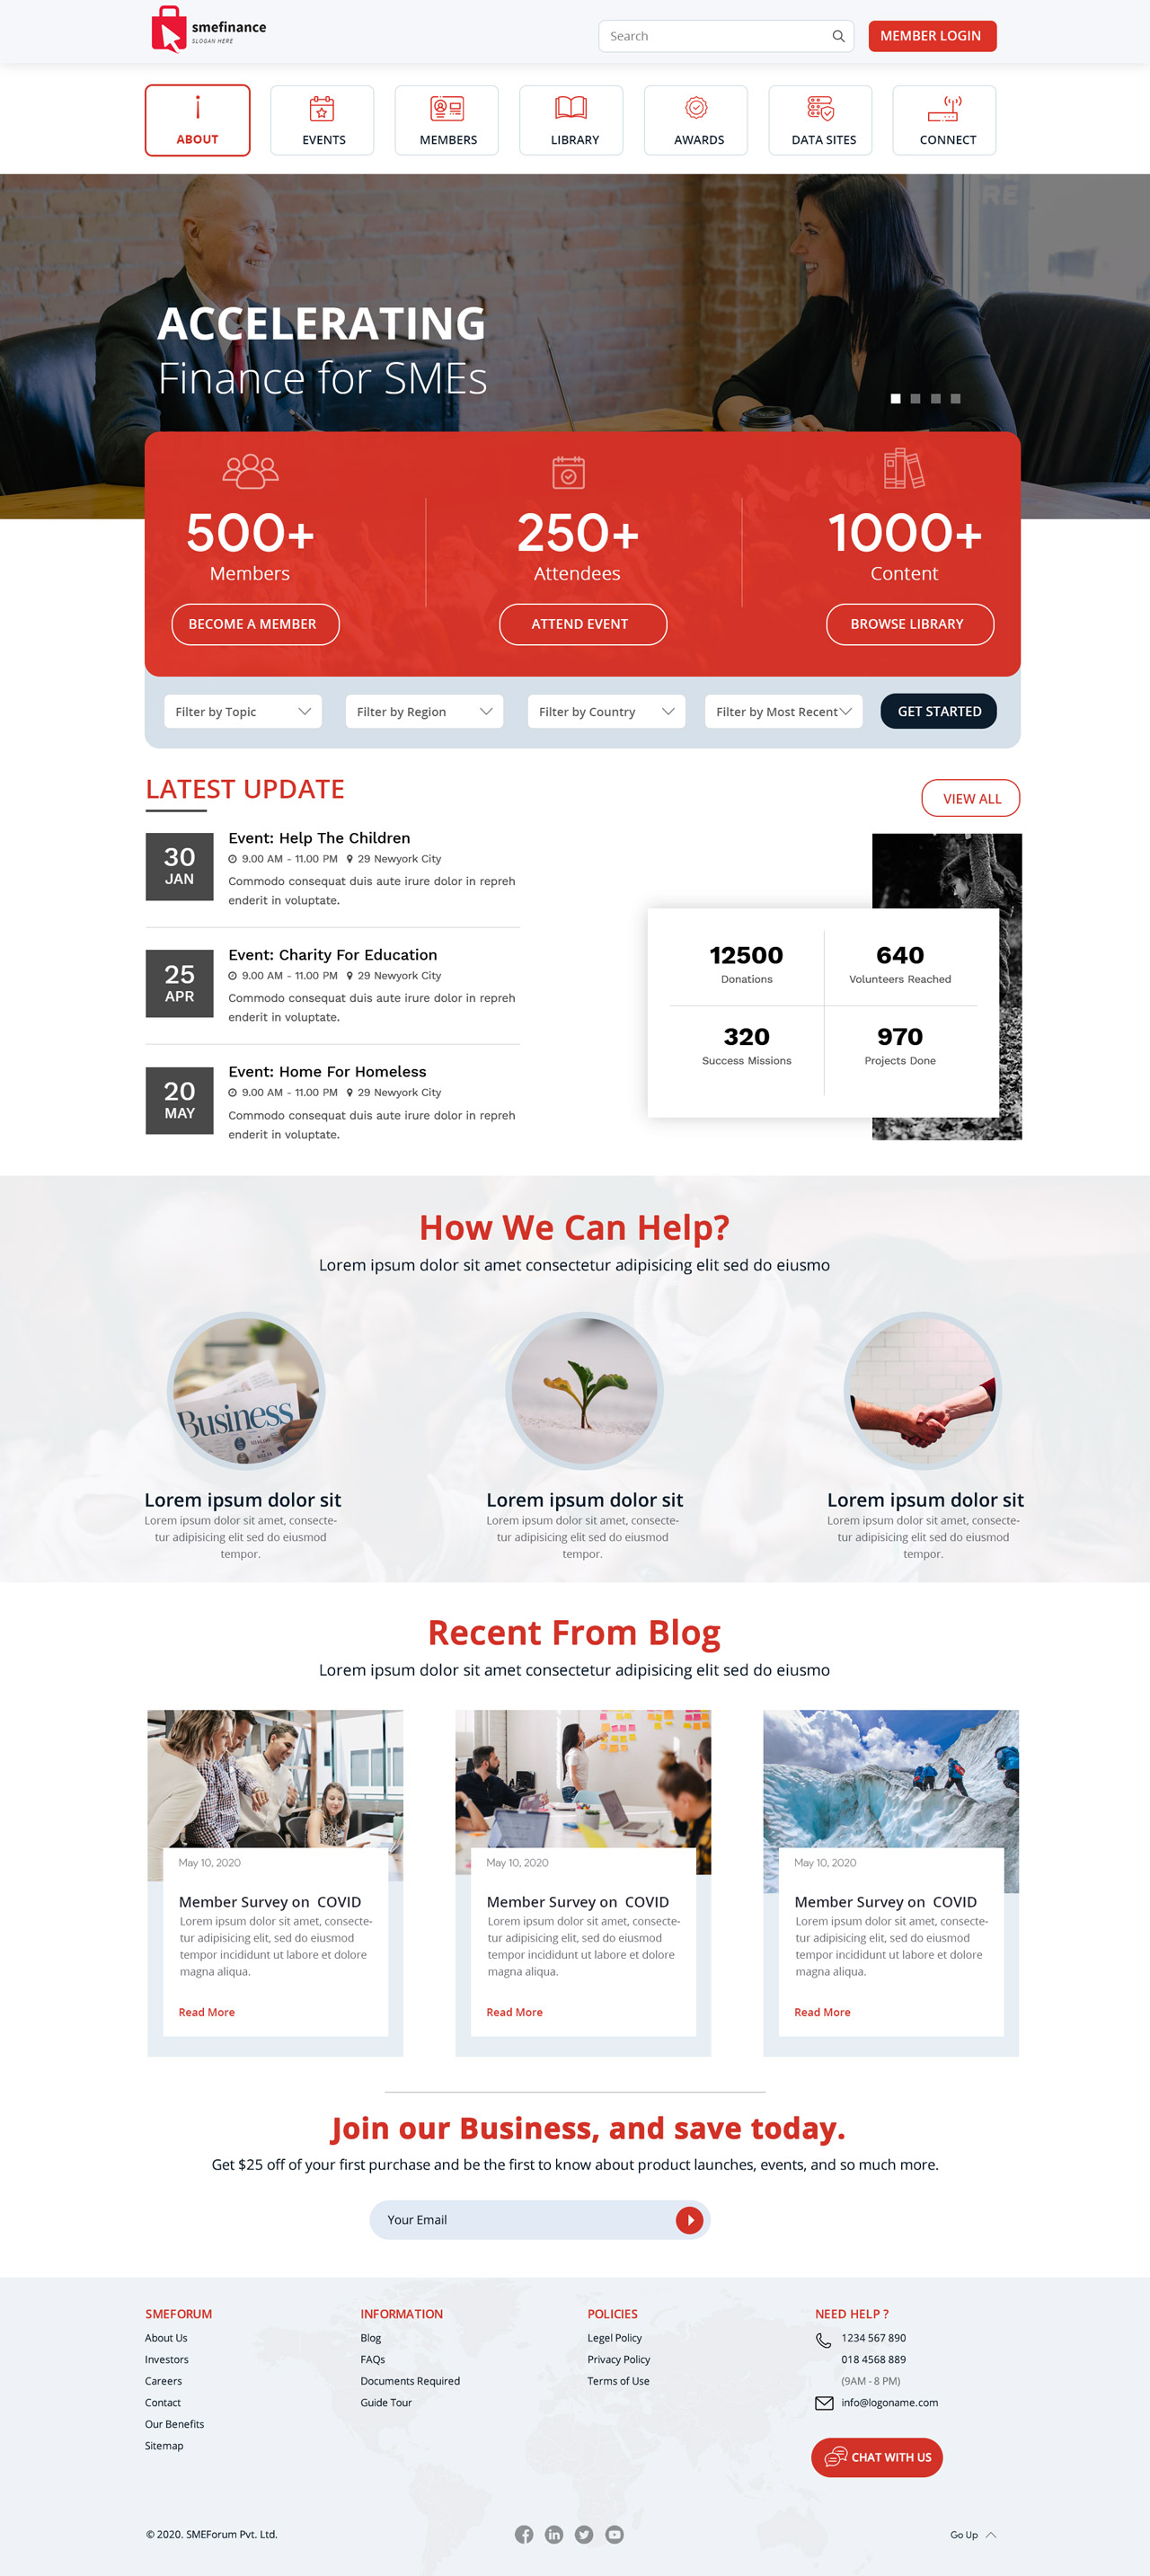 smefinance
SLOGAN HERE
Search
MEMBER LOGIN
ABOUT
EVENTS
MEMBERS
LIBRARY
AWARDS
DATA SITES
CONNECT
RE
ACCELERATING
Finance for SMEs
500+
Members
BECOME A MEMBER
250+
Attendees
ATTEND EVENT
1000+
Content
BROWSE LIBRARY
Filter by Topic
Filter by Region
Filter by Country
Filter by Most Recent
GET STARTED
LATEST UPDATE
VIEW ALL
30
JAN
Event: Help The Children
9.00 AM - 11.00 PM 29 Newyork City
Commodo consequat duis aute irure dolor in repreh
enderit in voluptate.
25
APR
Event: Charity For Education
9.00 AM - 11.00 PM 29 Newyork City
Commodo consequat duis aute irure dolor in repreh
enderit in voluptate.
20
MAY
Event: Home For Homeless
9.00 AM - 11.00 PM 29 Newyork City
Commodo consequat duis aute irure dolor in repreh
enderit in voluptate.
12500
Donations
640
Volunteers Reached
320
Success Missions
970
Projects Done
How We Can Help?
Lorem ipsum dolor sit amet consectetur adipisicing elit sed do eiusmo
Business
Lorem ipsum dolor sit
Lorem ipsum dolor sit amet, consecte-
tur adipisicing elit sed do eiusmod
tempor.
Lorem ipsum dolor sit
Lorem ipsum dolor sit amet, consecte-
tur adipisicing elit sed do eiusmod
tempor.
Lorem ipsum dolor sit
Lorem ipsum dolor sit amet, consecte-
tur adipisicing elit sed do eiusmod
tempor.
Recent From Blog
Lorem ipsum dolor sit amet consectetur adipisicing elit sed do eiusmo
May 10, 2020
Member Survey on COVID
Lorem ipsum dolor sit amet, consecte-
tur adipisicing elit, sed do eiusmod
tempor incididunt ut labore et dolore
magna aliqua.
Read More
May 10, 2020
Member Survey on COVID
Lorem ipsum dolor sit amet, consecte-
tur adipisicing elit, sed do eiusmod
tempor incididunt ut labore et dolore
magna aliqua.
Read More
May 10, 2020
Member Survey on COVID
Lorem ipsum dolor sit amet, consecte-
tur adipisicing elit, sed do eiusmod
tempor incididunt ut labore et dolore
magna aliqua.
Read More
Join our Business, and save today.
Get $25 off of your first purchase and be the first to know about product launches, events, and so much more.
Your Email
SMEFORUM
About Us
Investors
Careers
Contact
Our Benefits
Sitemap
INFORMATION
Blog
FAQs
Documents Required
Guide Tour
POLICIES
Legel Policy
Privacy Policy
Terms of Use
NEED HELP ?
1234 567 890
018 4568 889
(9AM - 8 PM)
info@logoname.com
CHAT WITH US
© 2020. SMEForum Pvt. Ltd.
Go Up